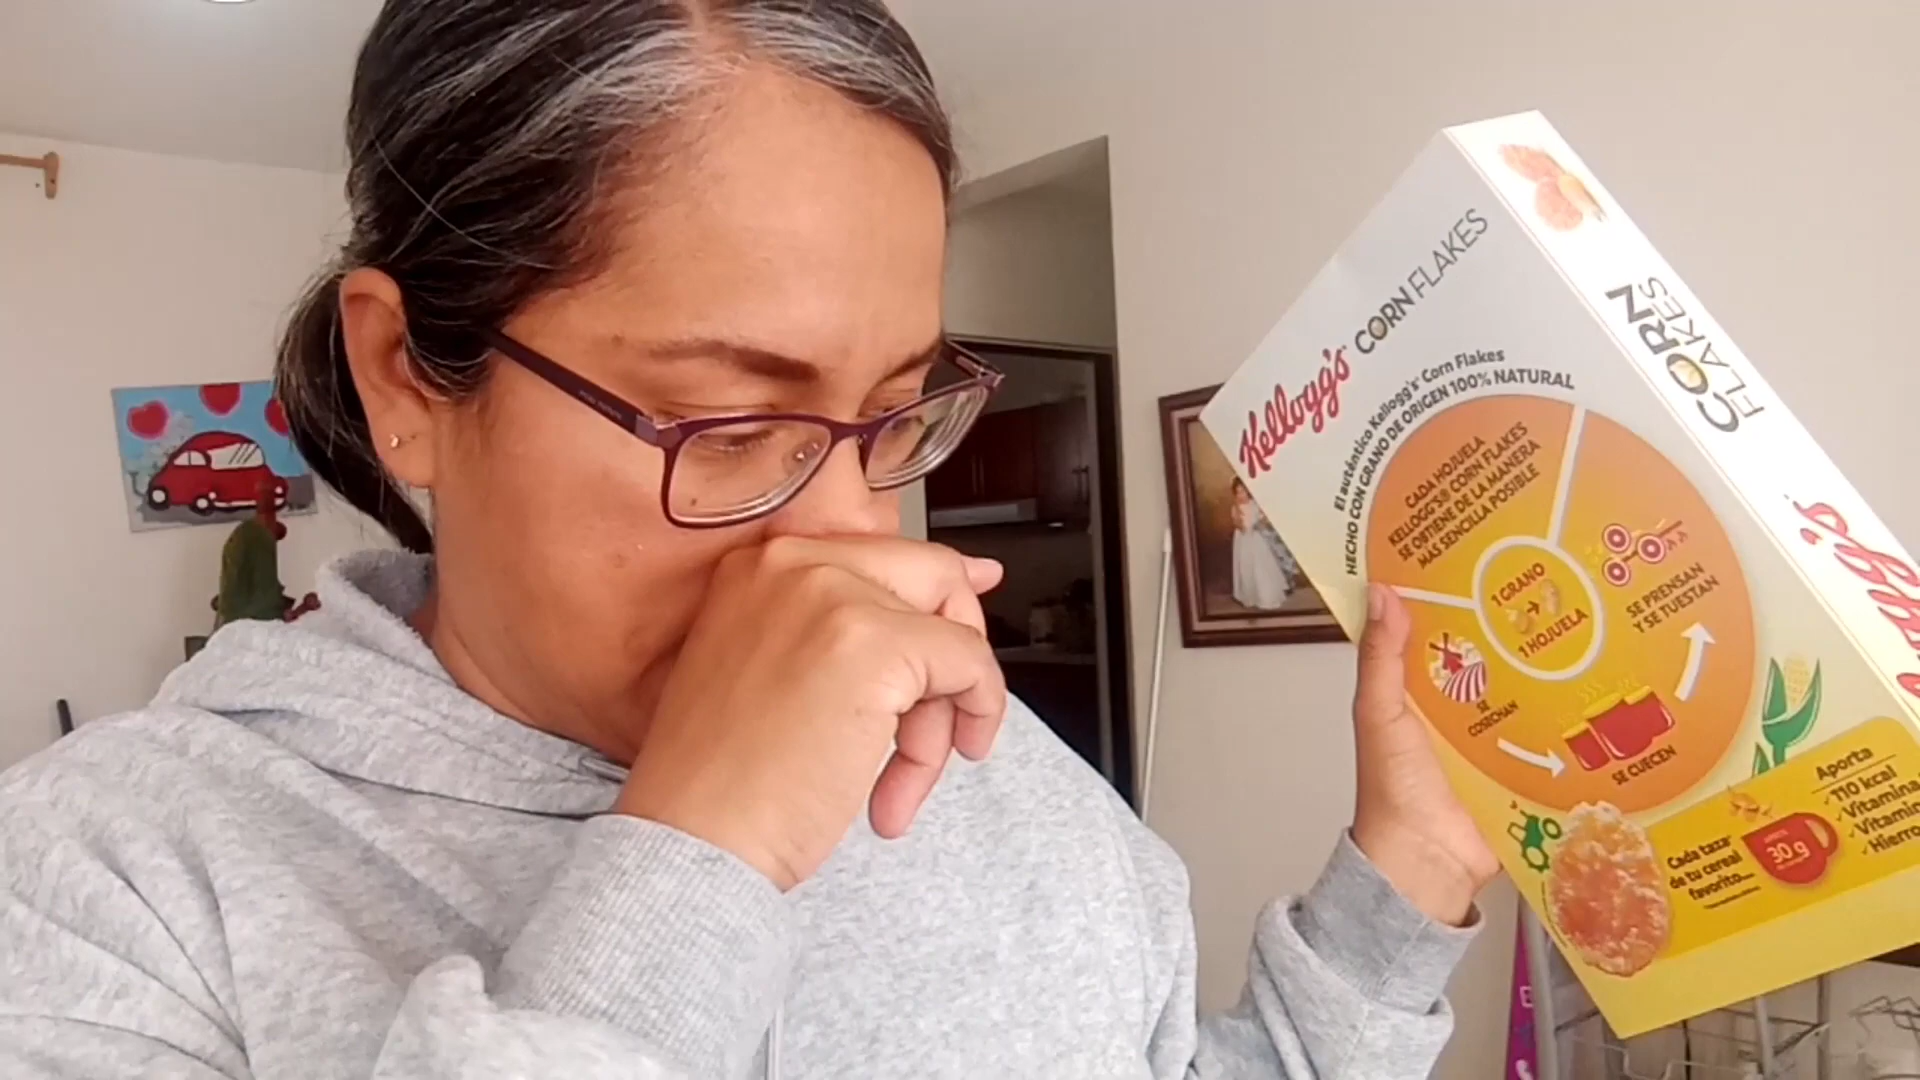 Kellogg's® CORN FLAKES
El auténtico Kellogg's® Corn Flakes
HECHO CON GRANO DE ORIGEN 100% NATURAL
CADA HOJUELA
KELLOGG'S® CORN FLAKES
SE OBTIENE DE LA MANERA
MÁS SENCILLA POSIBLE
1 GRANO
1 HOJUELA
SE PRENSAN
Y SE TUESTAN
SE
COSECHAN
SE CUECEN
Cada taza*
de tu cereal
favorito...
30 g
Aporta
110 kcal
Hierro
CORN
FLAKES